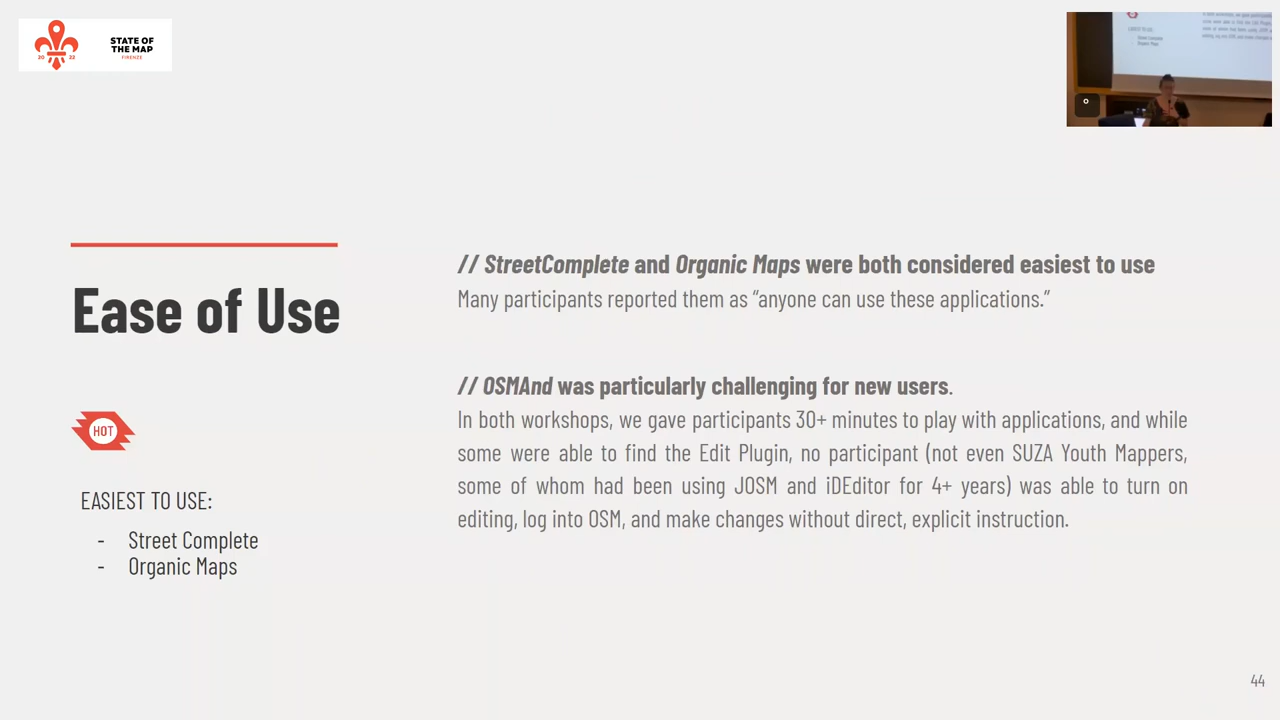 STATE OF
THE MAP
FIRENZE
20 22
Ease of Use
HOT
EASIEST TO USE:
- Street Complete
- Organic Maps
// StreetComplete and Organic Maps were both considered easiest to use
Many participants reported them as “anyone can use these applications.”
// OSMAnd was particularly challenging for new users.
In both workshops, we gave participants 30+ minutes to play with applications, and while
some were able to find the Edit Plugin, no participant (not even SUZA Youth Mappers,
some of whom had been using JOSM and iDEditor for 4+ years) was able to turn on
editing, log into OSM, and make changes without direct, explicit instruction.
44